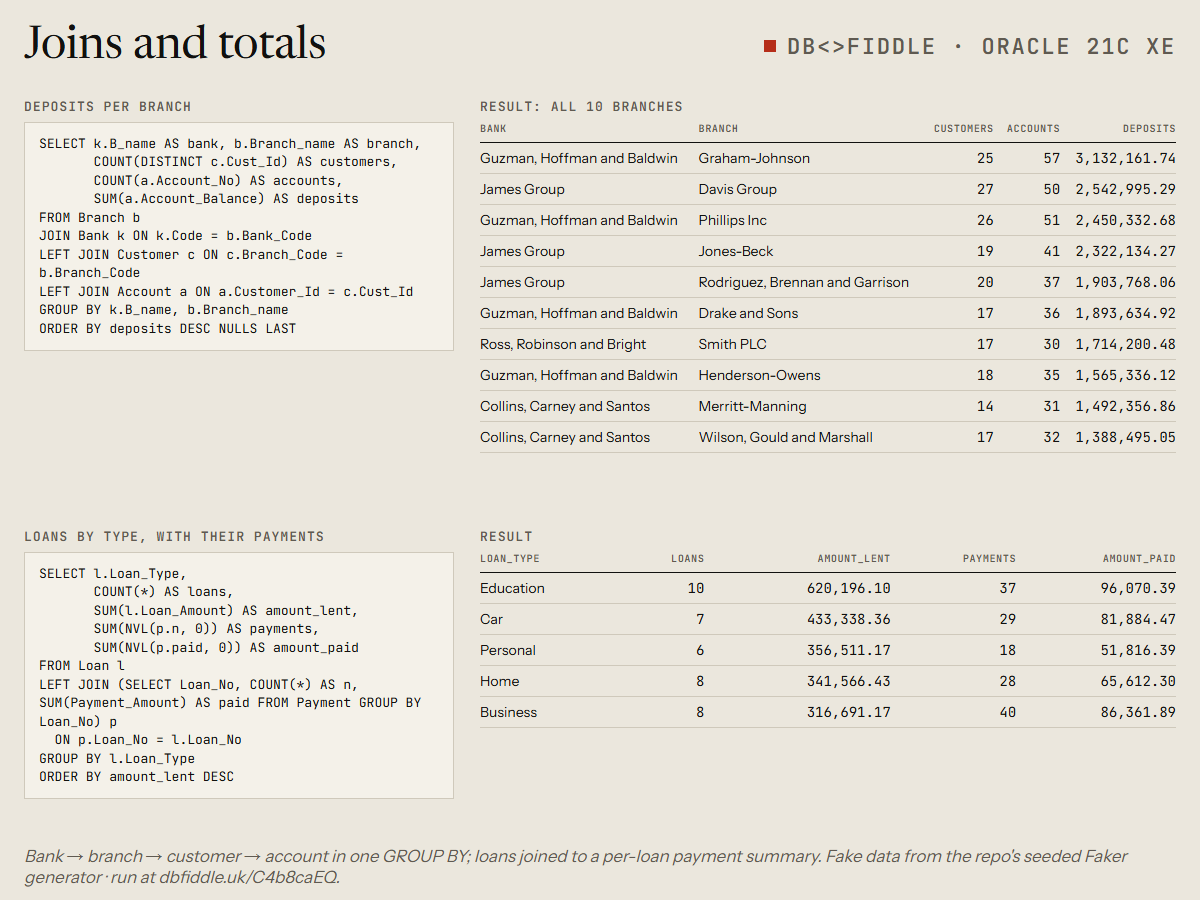 Joins and totals
DB<>FIDDLE · ORACLE 21C XE
DEPOSITS PER BRANCH
SELECT k.B_name AS bank, b.Branch_name AS branch,
       COUNT(DISTINCT c.Cust_Id) AS customers,
       COUNT(a.Account_No) AS accounts,
       SUM(a.Account_Balance) AS deposits
FROM Branch b
JOIN Bank k ON k.Code = b.Bank_Code
LEFT JOIN Customer c ON c.Branch_Code =
b.Branch_Code
LEFT JOIN Account a ON a.Customer_Id = c.Cust_Id
GROUP BY k.B_name, b.Branch_name
ORDER BY deposits DESC NULLS LAST
RESULT: ALL 10 BRANCHES
BANK BRANCH CUSTOMERS ACCOUNTS DEPOSITS
Guzman, Hoffman and Baldwin Graham-Johnson 25 57 3,132,161.74
James Group Davis Group 27 50 2,542,995.29
Guzman, Hoffman and Baldwin Phillips Inc 26 51 2,450,332.68
James Group Jones-Beck 19 41 2,322,134.27
James Group Rodriguez, Brennan and Garrison 20 37 1,903,768.06
Guzman, Hoffman and Baldwin Drake and Sons 17 36 1,893,634.92
Ross, Robinson and Bright Smith PLC 17 30 1,714,200.48
Guzman, Hoffman and Baldwin Henderson-Owens 18 35 1,565,336.12
Collins, Carney and Santos Merritt-Manning 14 31 1,492,356.86
Collins, Carney and Santos Wilson, Gould and Marshall 17 32 1,388,495.05
LOANS BY TYPE, WITH THEIR PAYMENTS
SELECT l.Loan_Type,
       COUNT(*) AS loans,
       SUM(l.Loan_Amount) AS amount_lent,
       SUM(NVL(p.n, 0)) AS payments,
       SUM(NVL(p.paid, 0)) AS amount_paid
FROM Loan l
LEFT JOIN (SELECT Loan_No, COUNT(*) AS n,
SUM(Payment_Amount) AS paid FROM Payment GROUP BY
Loan_No) p
  ON p.Loan_No = l.Loan_No
GROUP BY l.Loan_Type
ORDER BY amount_lent DESC
RESULT
LOAN_TYPE LOANS AMOUNT_LENT PAYMENTS AMOUNT_PAID
Education 10 620,196.10 37 96,070.39
Car 7 433,338.36 29 81,884.47
Personal 6 356,511.17 18 51,816.39
Home 8 341,566.43 28 65,612.30
Business 8 316,691.17 40 86,361.89
Bank → branch → customer → account in one GROUP BY; loans joined to a per-loan payment summary. Fake data from the repo's seeded Faker
generator · run at dbfiddle.uk/C4b8caEQ.